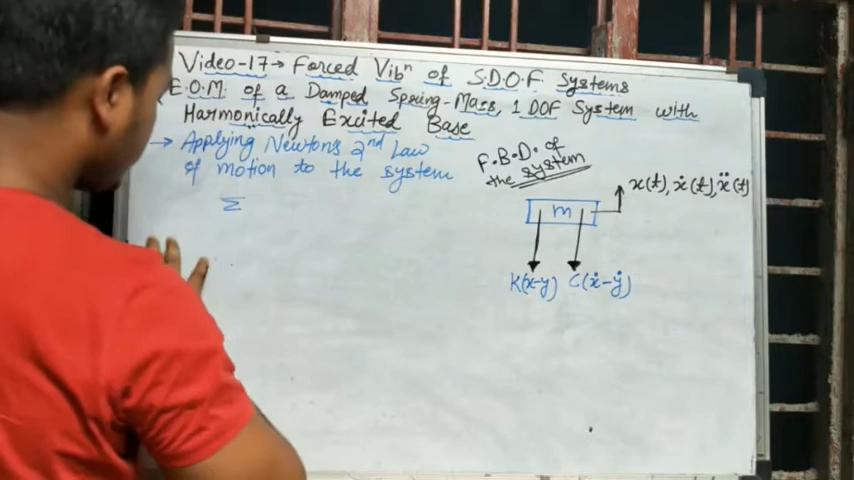 Video-17→ Forced Vibⁿ of S.D.O.F. Systems
E.O.M. of a Damped Spring-Mass, 1 DOF System with
Harmonically Excited Base
→ Applying Newtons 2nd Law
of motion to the system
Σ
F.B.D. of
the system
x(t), ẋ(t), ẍ(t)
m
K(x-y) C(ẋ-ẏ)